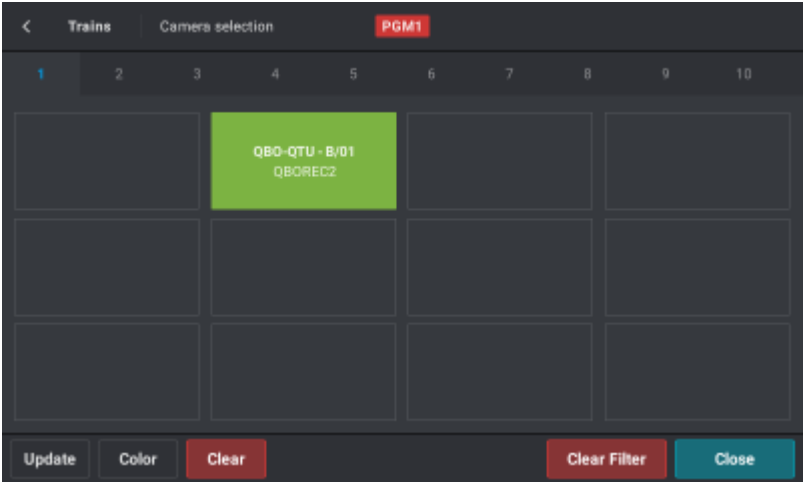 Trains Camera selection PGM1
1 2 3 4 5 6 7 8 9 10
QBO-QTU - B/01
QBOREC2
Update Color Clear Clear Filter Close